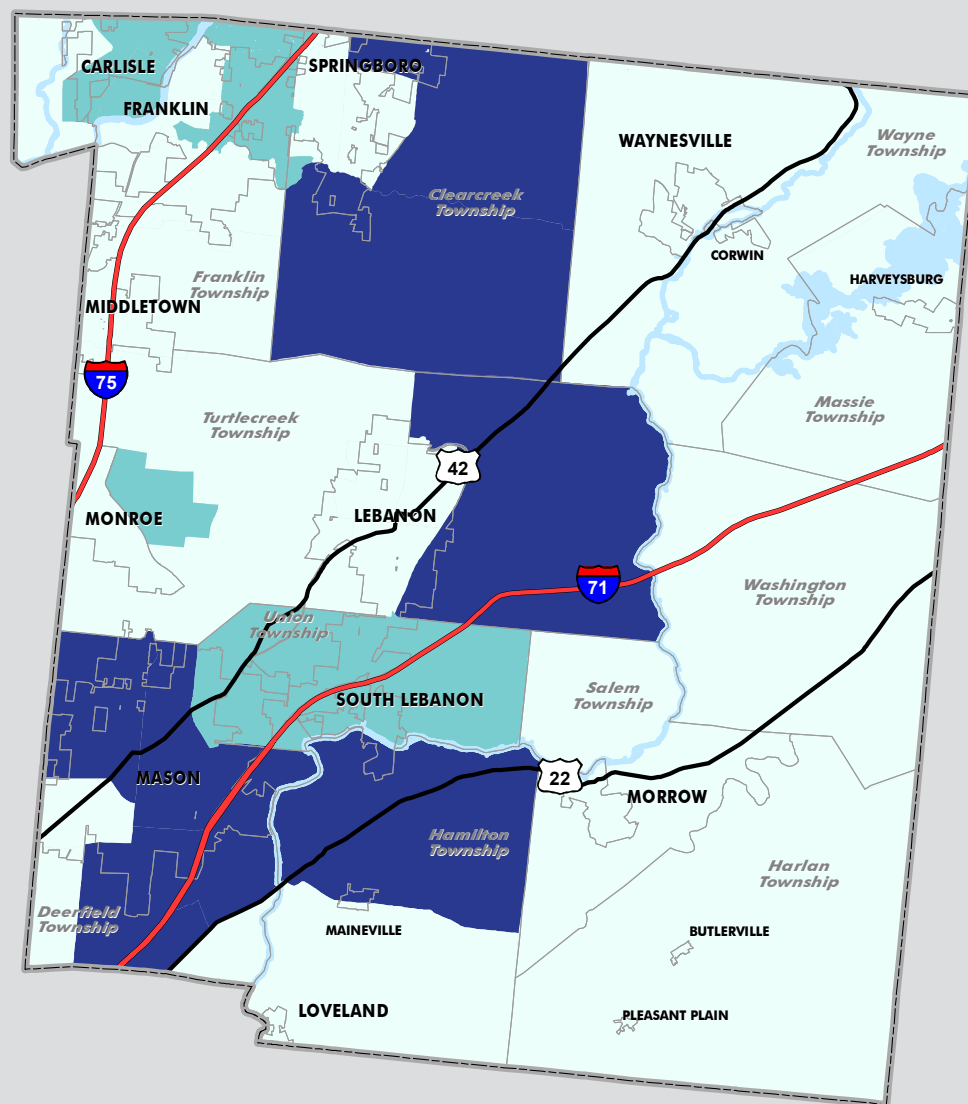 CARLISLE
SPRINGBORO
FRANKLIN
WAYNESVILLE
Wayne
Township
Clearcreek
Township
CORWIN
HARVEYSBURG
Franklin
Township
MIDDLETOWN
75
Turtlecreek
Township
Massie
Township
42
MONROE
LEBANON
71
Washington
Township
Union
Township
SOUTH LEBANON
Salem
Township
MASON
22
MORROW
Hamilton
Township
Harlan
Township
Deerfield
Township
MAINEVILLE
BUTLERVILLE
LOVELAND
PLEASANT PLAIN